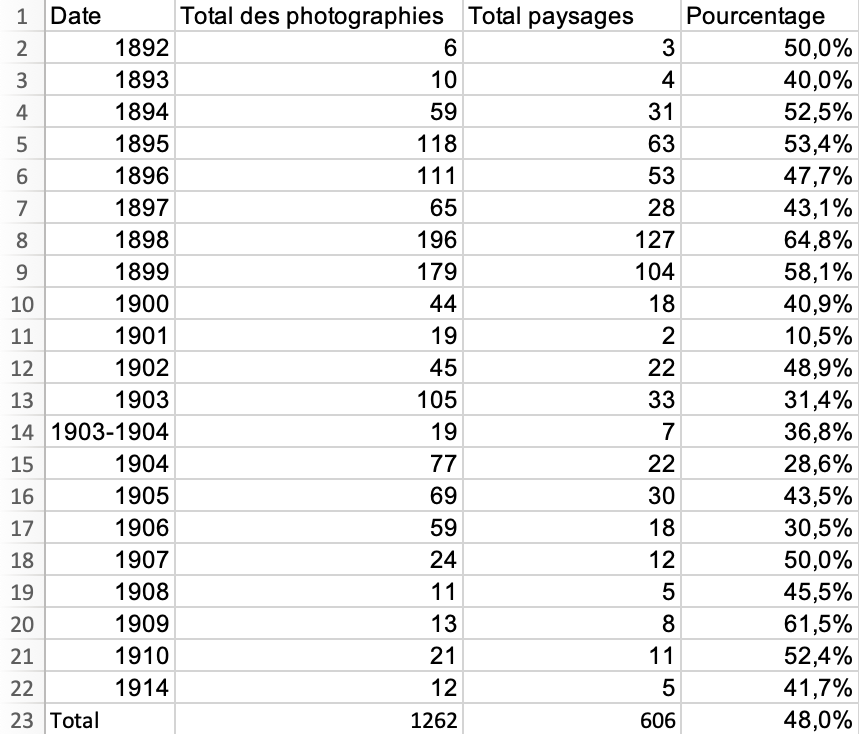 1 Date Total des photographies Total paysages Pourcentage
2 1892 6 3 50,0%
3 1893 10 4 40,0%
4 1894 59 31 52,5%
5 1895 118 63 53,4%
6 1896 111 53 47,7%
7 1897 65 28 43,1%
8 1898 196 127 64,8%
9 1899 179 104 58,1%
10 1900 44 18 40,9%
11 1901 19 2 10,5%
12 1902 45 22 48,9%
13 1903 105 33 31,4%
14 1903-1904 19 7 36,8%
15 1904 77 22 28,6%
16 1905 69 30 43,5%
17 1906 59 18 30,5%
18 1907 24 12 50,0%
19 1908 11 5 45,5%
20 1909 13 8 61,5%
21 1910 21 11 52,4%
22 1914 12 5 41,7%
23 Total 1262 606 48,0%